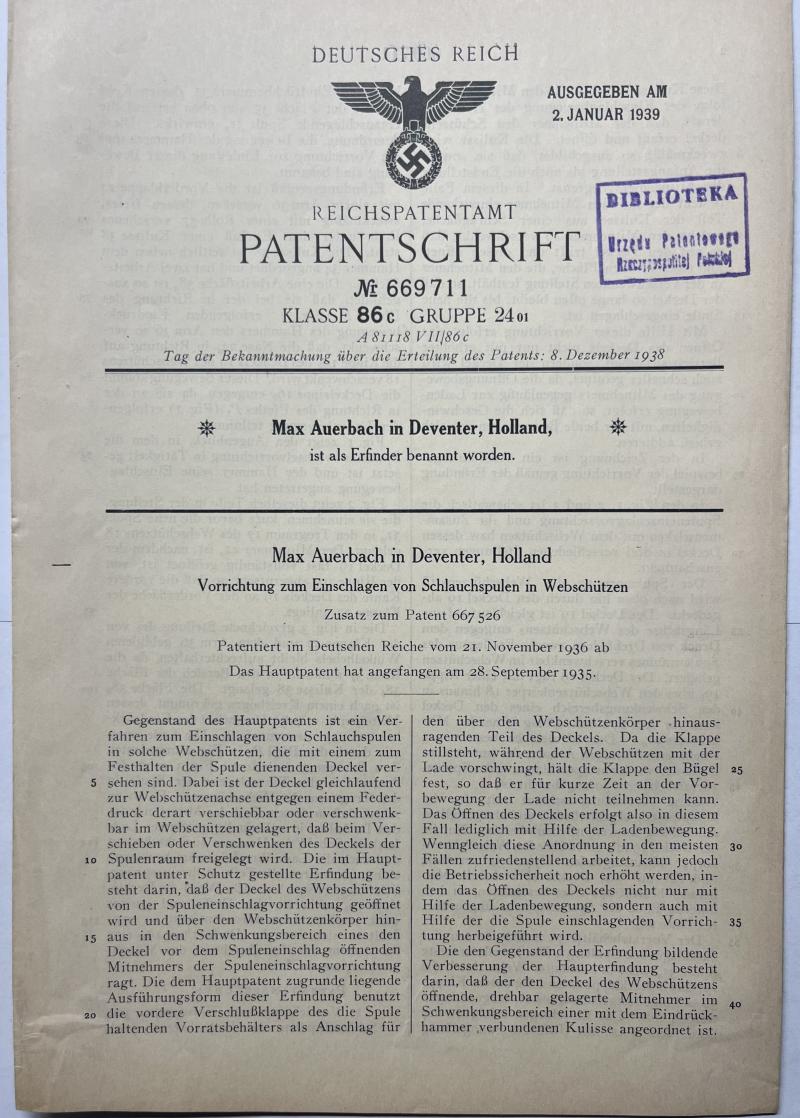 DEUTSCHES REICH
AUSGEGEBEN AM
2. JANUAR 1939
REICHSPATENTAMT
PATENTSCHRIFT
№ 669711
KLASSE 86c GRUPPE 24 01
A 81118 VII/86c
Tag der Bekanntmachung über die Erteilung des Patents: 8. Dezember 1938
BIBLIOTEKA
Urzędu Patentowego
Rzeczypospolitej Polskiej
Max Auerbach in Deventer, Holland,
ist als Erfinder benannt worden.
Max Auerbach in Deventer, Holland
Vorrichtung zum Einschlagen von Schlauchspulen in Webschützen
Zusatz zum Patent 667 526
Patentiert im Deutschen Reiche vom 21. November 1936 ab
Das Hauptpatent hat angefangen am 28. September 1935.
Gegenstand des Hauptpatents ist ein Ver-
fahren zum Einschlagen von Schlauchspulen
in solche Webschützen, die mit einem zum
Festhalten der Spule dienenden Deckel ver-
5 sehen sind. Dabei ist der Deckel gleichlaufend
zur Webschützenachse entgegen einem Feder-
druck derart verschiebbar oder verschwenk-
bar im Webschützen gelagert, daß beim Ver-
schieben oder Verschwenken des Deckels der
10 Spulenraum freigelegt wird. Die im Haupt-
patent unter Schutz gestellte Erfindung be-
steht darin, daß der Deckel des Webschützens
von der Spuleneinschlagvorrichtung geöffnet
wird und über den Webschützenkörper hin-
15 aus in den Schwenkungsbereich eines den
Deckel vor dem Spuleneinschlag öffnenden
Mitnehmers der Spuleneinschlagvorrichtung
ragt. Die dem Hauptpatent zugrunde liegende
Ausführungsform dieser Erfindung benutzt
20 die vordere Verschlußklappe des die Spule
haltenden Vorratsbehälters als Anschlag für
den über den Webschützenkörper hinaus-
ragenden Teil des Deckels. Da die Klappe
stillsteht, während der Webschützen mit der
Lade vorschwingt, hält die Klappe den Bügel 25
fest, so daß er für kurze Zeit an der Vor-
bewegung der Lade nicht teilnehmen kann.
Das Öffnen des Deckels erfolgt also in diesem
Fall lediglich mit Hilfe der Ladenbewegung.
Wenngleich diese Anordnung in den meisten 30
Fällen zufriedenstellend arbeitet, kann jedoch
die Betriebssicherheit noch erhöht werden, in-
dem das Öffnen des Deckels nicht nur mit
Hilfe der Ladenbewegung, sondern auch mit
Hilfe der die Spule einschlagenden Vorrich- 35
tung herbeigeführt wird.
Die den Gegenstand der Erfindung bildende
Verbesserung der Haupterfindung besteht
darin, daß der den Deckel des Webschützens
öffnende, drehbar gelagerte Mitnehmer im 40
Schwenkungsbereich einer mit dem Eindrück-
hammer verbundenen Kulisse angeordnet ist.